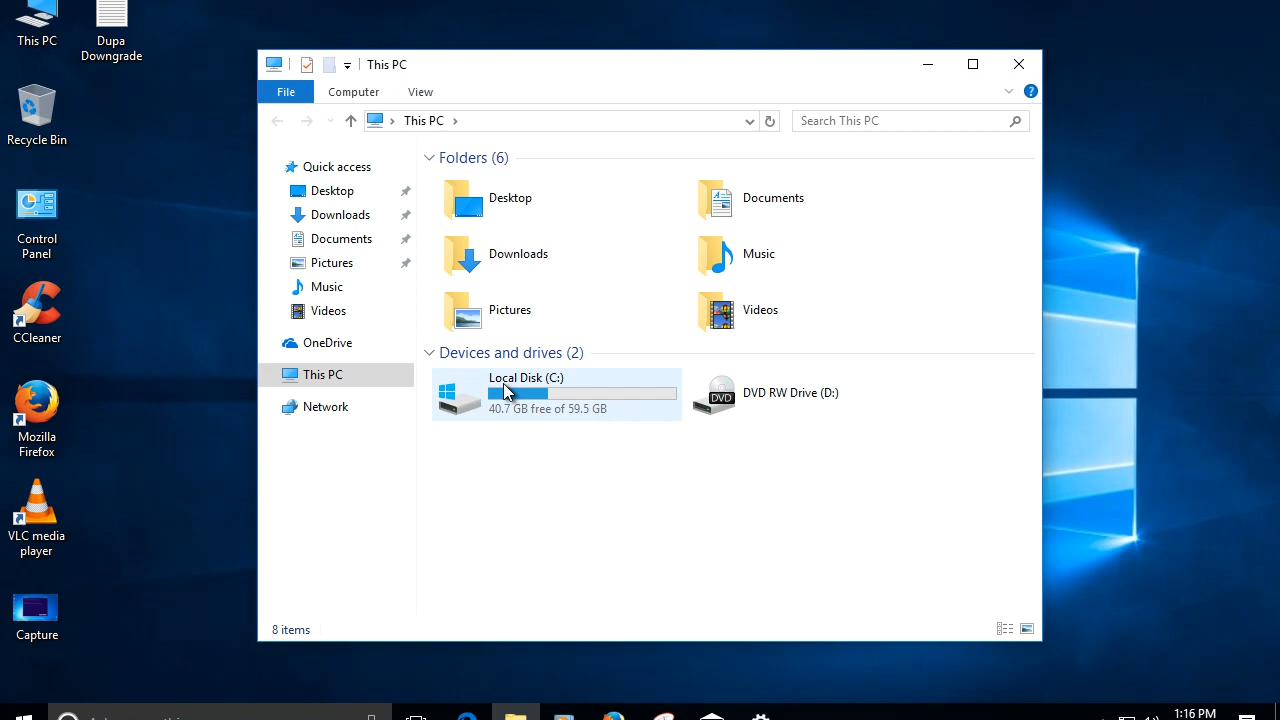 This PC
Dupa
Downgrade
Recycle Bin
Control
Panel
CCleaner
Mozilla
Firefox
VLC media
player
Capture
This PC
File
Computer
View
?
This PC
Search This PC
Quick access
Desktop
Downloads
Documents
Pictures
Music
Videos
OneDrive
This PC
Network
Folders (6)
Desktop
Documents
Downloads
Music
Pictures
Videos
Devices and drives (2)
Local Disk (C:)
40.7 GB free of 59.5 GB
DVD
DVD RW Drive (D:)
8 items
1:16 PM